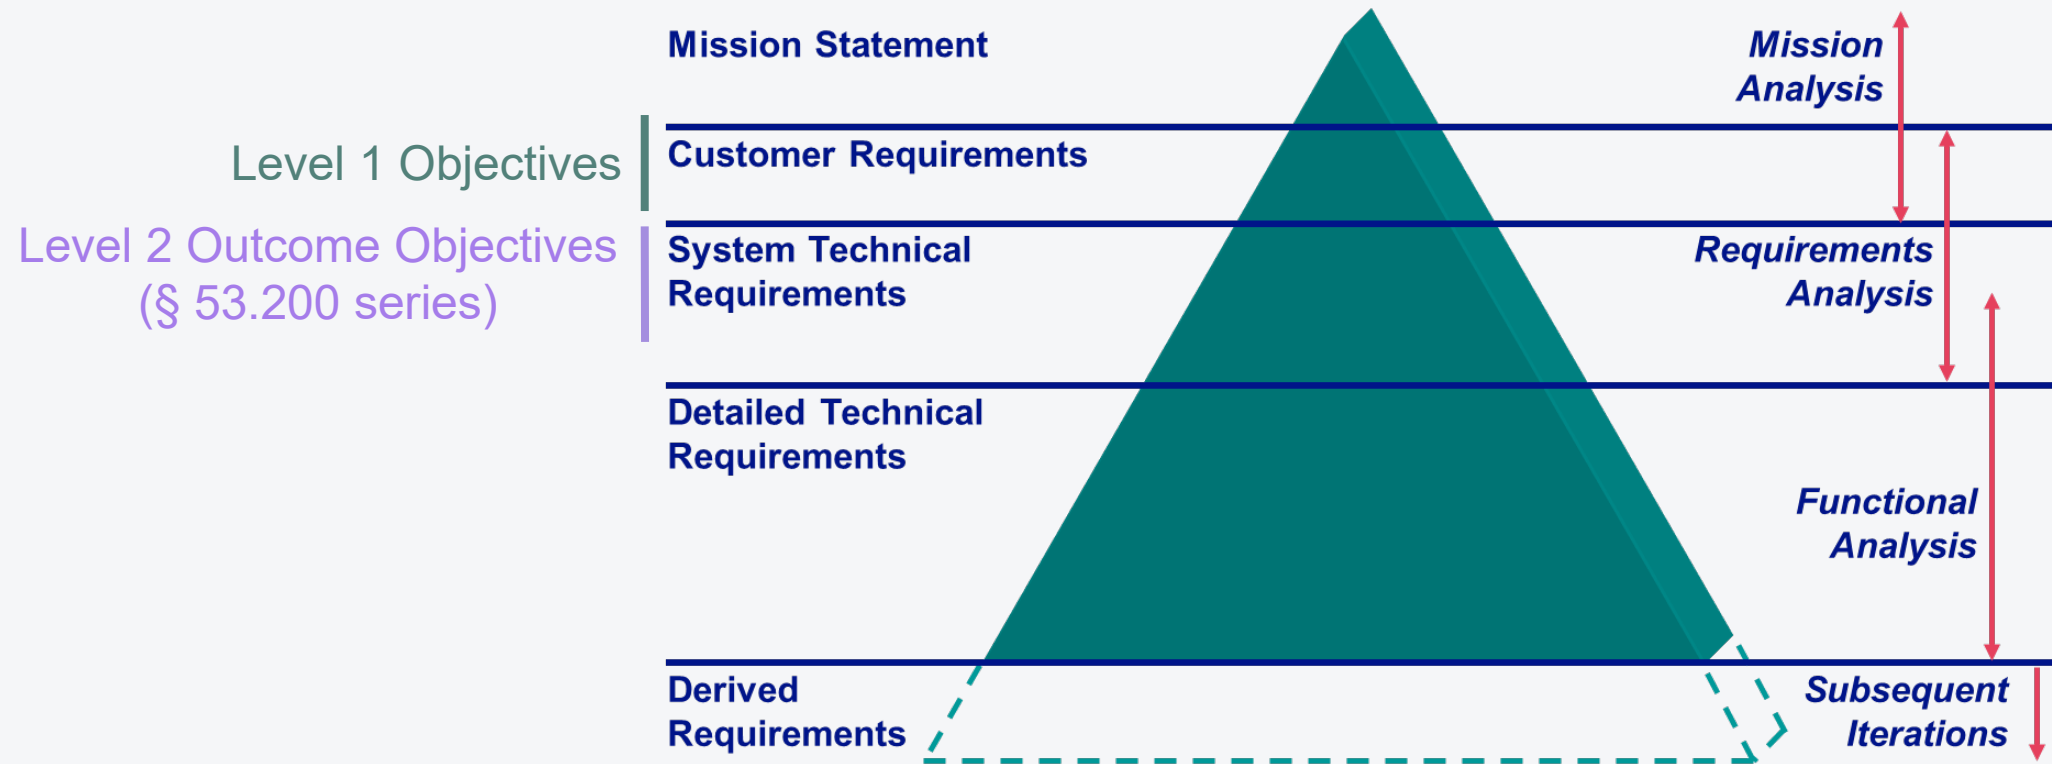 Mission Statement
Mission
Analysis
Level 1 Objectives
Customer Requirements
Level 2 Outcome Objectives
(§ 53.200 series)
System Technical
Requirements
Requirements
Analysis
Detailed Technical
Requirements
Functional
Analysis
Derived
Requirements
Subsequent
Iterations